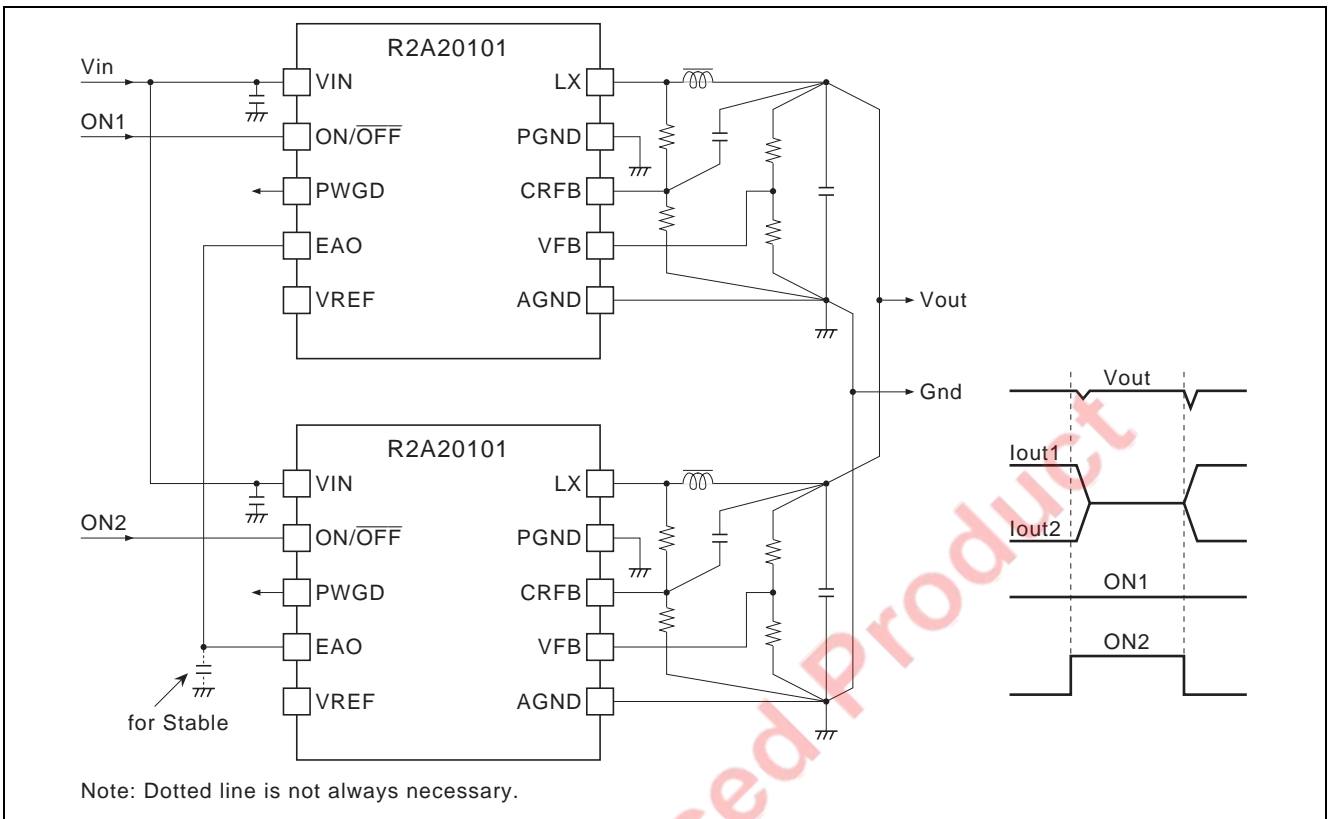 R2A20101
Vin
VIN
LX
ON1
ON/OFF
PGND
PWGD
CRFB
EAO
VFB
VREF
AGND
Vout
Gnd
R2A20101
VIN
LX
ON2
ON/OFF
PGND
PWGD
CRFB
EAO
VFB
VREF
AGND
for Stable
Note: Dotted line is not always necessary.
Vout
Iout1
Iout2
ON1
ON2
sed Product